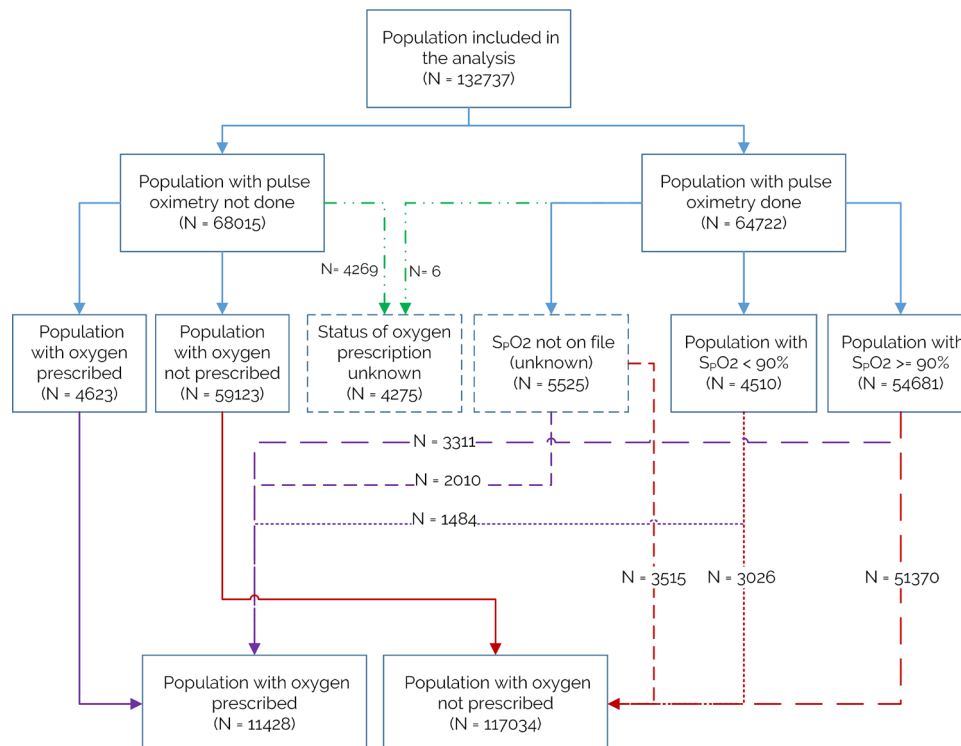 Population included in
the analysis
(N = 132737)
Population with pulse
oximetry not done
(N = 68015)
Population with pulse
oximetry done
(N = 64722)
N= 4269
N= 6
Population
with oxygen
prescribed
(N = 4623)
Population
with oxygen
not prescribed
(N = 59123)
Status of oxygen
prescription
unknown
(N = 4275)
SpO2 not on file
(unknown)
(N = 5525)
Population with
SpO2 < 90%
(N = 4510)
Population with
SpO2 >= 90%
(N = 54681)
N = 3311
N = 2010
N = 1484
N = 3515
N = 3026
N = 51370
Population with oxygen
prescribed
(N = 11428)
Population with oxygen
not prescribed
(N = 117034)